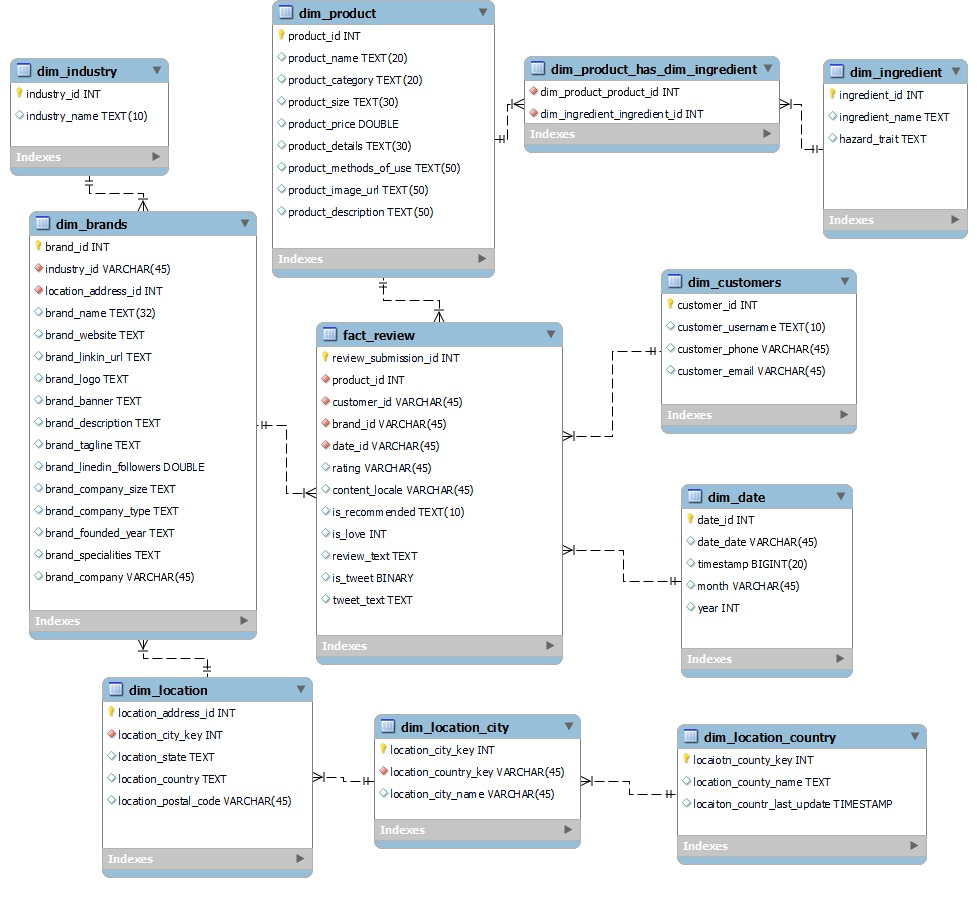 dim_product
product_id INT
product_name TEXT(20)
product_category TEXT(20)
product_size TEXT(30)
product_price DOUBLE
product_details TEXT(30)
product_methods_of_use TEXT(50)
product_image_url TEXT(50)
product_description TEXT(50)
Indexes
dim_industry
industry_id INT
industry_name TEXT(10)
Indexes
dim_product_has_dim_ingredient
dim_product_product_id INT
dim_ingredient_ingredient_id INT
Indexes
dim_ingredient
ingredient_id INT
ingredient_name TEXT
hazard_trait TEXT
Indexes
dim_brands
brand_id INT
industry_id VARCHAR(45)
location_address_id INT
brand_name TEXT(32)
brand_website TEXT
brand_linkin_url TEXT
brand_logo TEXT
brand_banner TEXT
brand_description TEXT
brand_tagline TEXT
brand_linedin_followers DOUBLE
brand_company_size TEXT
brand_company_type TEXT
brand_founded_year TEXT
brand_specialities TEXT
brand_company VARCHAR(45)
Indexes
fact_review
review_submission_id INT
product_id INT
customer_id VARCHAR(45)
brand_id VARCHAR(45)
date_id VARCHAR(45)
rating VARCHAR(45)
content_locale VARCHAR(45)
is_recommended TEXT(10)
is_love INT
review_text TEXT
is_tweet BINARY
tweet_text TEXT
Indexes
dim_customers
customer_id INT
customer_username TEXT(10)
customer_phone VARCHAR(45)
customer_email VARCHAR(45)
Indexes
dim_date
date_id INT
date_date VARCHAR(45)
timestamp BIGINT(20)
month VARCHAR(45)
year INT
Indexes
dim_location
location_address_id INT
location_city_key INT
location_state TEXT
location_country TEXT
location_postal_code VARCHAR(45)
Indexes
dim_location_city
location_city_key INT
location_country_key VARCHAR(45)
location_city_name VARCHAR(45)
Indexes
dim_location_country
locaiotn_county_key INT
location_county_name TEXT
locaiton_countr_last_update TIMESTAMP
Indexes